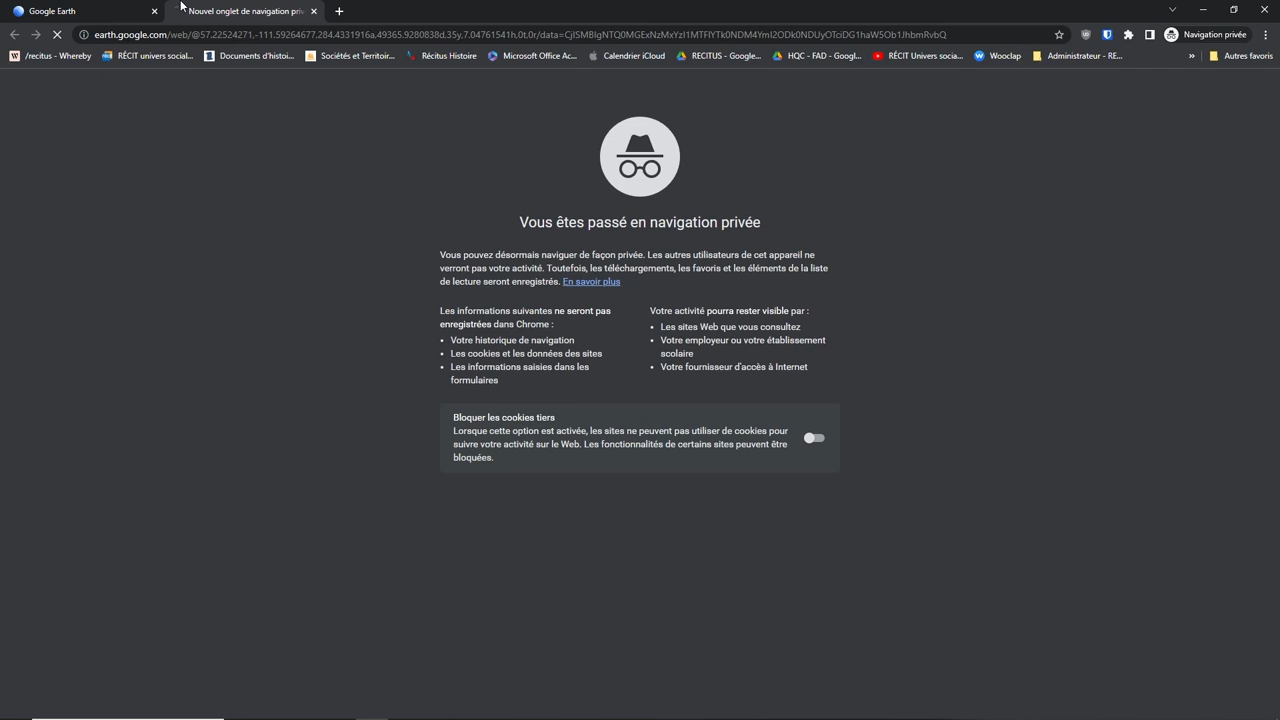 Google Earth
Nouvel onglet de navigation priv
earth.google.com/web/@57.22524271,-111.59264677,284.4331916a,49365.9280838d,35y,7.04761541h,0t,0r/data=CjISMBIgNTQ0MGExNzMxYzI1MTFlYTk0NDM4YmI2ODk0NDUyOTciDG1haW5Ob1JhbmRvbQ
Navigation privée
/recitus - Whereby
RÉCIT univers social...
Documents d'histoi...
Sociétés et Territoir...
Récitus Histoire
Microsoft Office Ac...
Calendrier iCloud
RECITUS - Google...
HQC - FAD - Googl...
RÉCIT Univers socia...
Wooclap
Administrateur - RE...
»
Autres favoris
Vous êtes passé en navigation privée
Vous pouvez désormais naviguer de façon privée. Les autres utilisateurs de cet appareil ne
verront pas votre activité. Toutefois, les téléchargements, les favoris et les éléments de la liste
de lecture seront enregistrés. En savoir plus
Les informations suivantes ne seront pas
enregistrées dans Chrome :
• Votre historique de navigation
• Les cookies et les données des sites
• Les informations saisies dans les
formulaires
Votre activité pourra rester visible par :
• Les sites Web que vous consultez
• Votre employeur ou votre établissement
scolaire
• Votre fournisseur d'accès à Internet
Bloquer les cookies tiers
Lorsque cette option est activée, les sites ne peuvent pas utiliser de cookies pour
suivre votre activité sur le Web. Les fonctionnalités de certains sites peuvent être
bloquées.